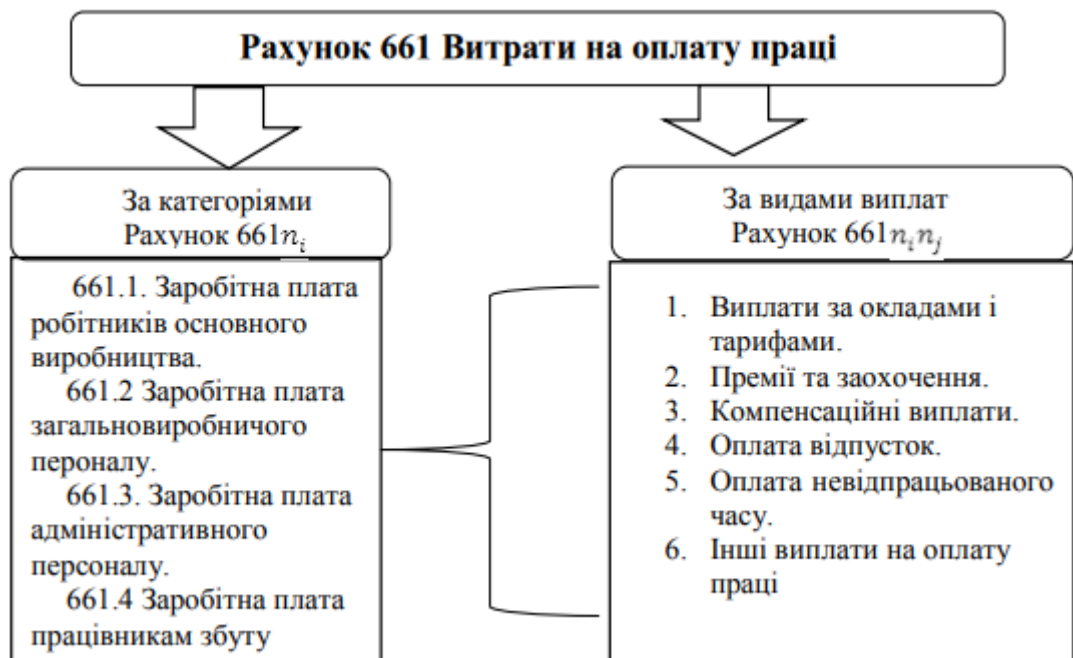 Рахунок 661 Витрати на оплату праці
За категоріями
Рахунок 661n_i
661.1. Заробітна плата
робітників основного
виробництва.
661.2 Заробітна плата
загальновиробничого
пероналу.
661.3. Заробітна плата
адміністративного
персоналу.
661.4 Заробітна плата
працівникам збуту
За видами виплат
Рахунок 661n_in_j
1. Виплати за окладами і
тарифами.
2. Премії та заохочення.
3. Компенсаційні виплати.
4. Оплата відпусток.
5. Оплата невідпрацьованого
часу.
6. Інші виплати на оплату
праці